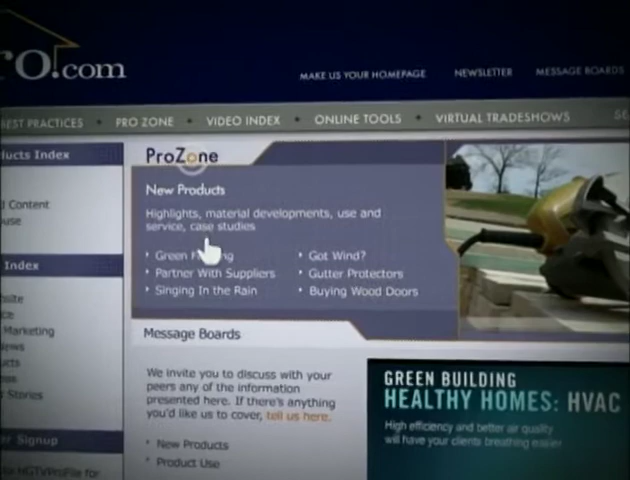 ro.com
MAKE US YOUR HOMEPAGE NEWSLETTER MESSAGE BOARDS
BEST PRACTICES PRO ZONE VIDEO INDEX ONLINE TOOLS VIRTUAL TRADESHOWS
ducts Index
ProZone
New Products
Highlights, material developments, use and
service, case studies
Content
Green
Got Wind?
Partner With Suppliers
Gutter Protectors
Singing In the Rain
Buying Wood Doors
Index
Marketing
Stories
Message Boards
We invite you to discuss with your
peers any of the information
presented here. If there's anything
you'd like us to cover, tell us here.
New Products
Product Use
GREEN BUILDING
HEALTHY HOMES: HVAC
High efficiency and better air quality
will have your clients breathing easier
Signup
for HGTVProFile for